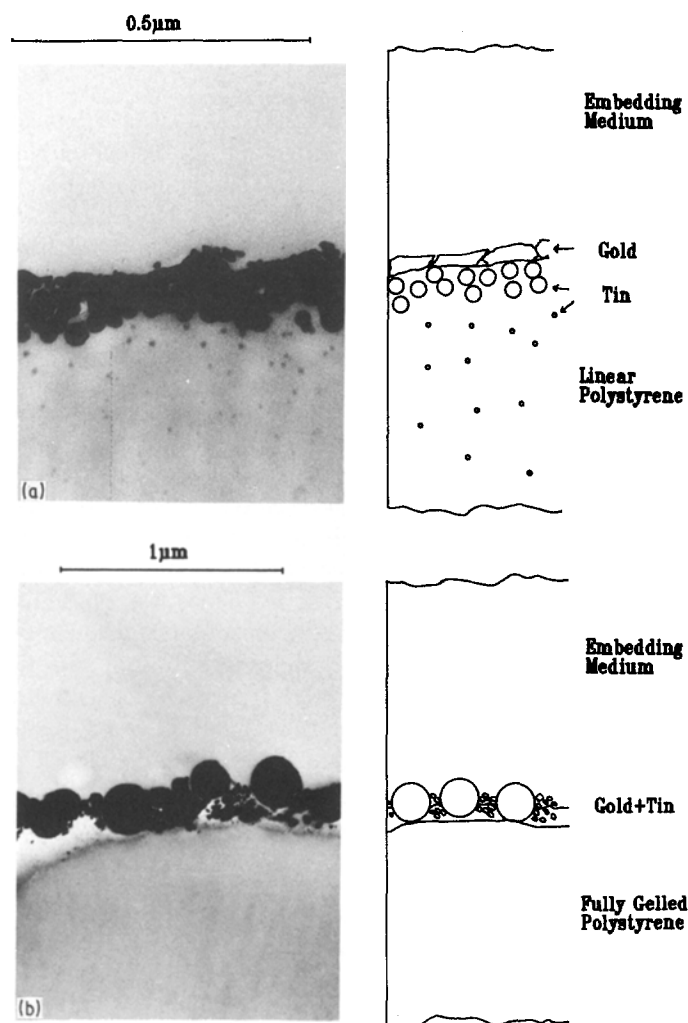 0.5μm
Embedding
Medium
Gold
Tin
Linear
Polystyrene
(a)
1μm
Embedding
Medium
Gold+Tin
Fully Gelled
Polystyrene
(b)